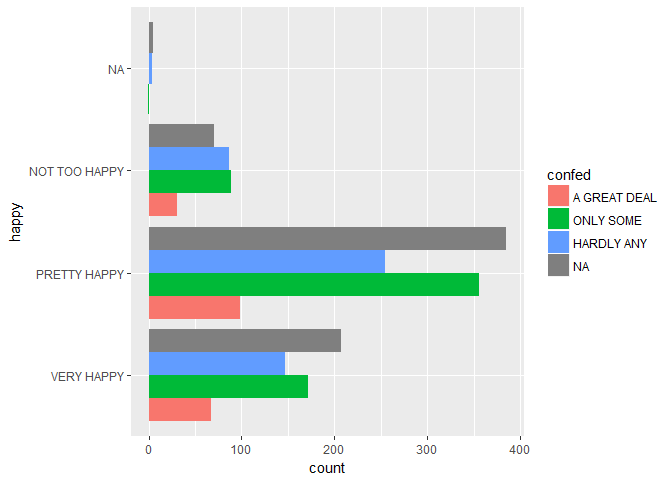 happy
NA
NOT TOO HAPPY
PRETTY HAPPY
VERY HAPPY
0 100 200 300 400
count
confed
A GREAT DEAL
ONLY SOME
HARDLY ANY
NA